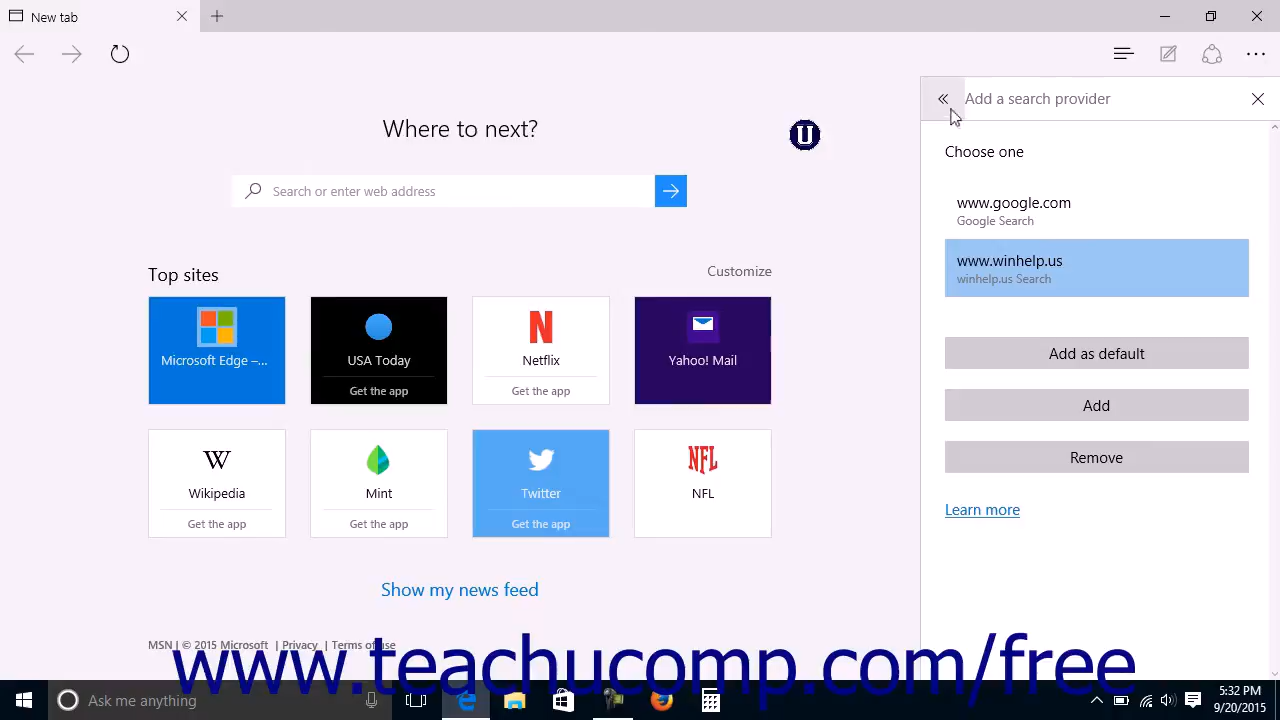 New tab
Add a search provider
Where to next?
U
Choose one
Search or enter web address
www.google.com
Google Search
www.winhelp.us
winhelp.us Search
Top sites
Customize
Microsoft Edge –...
USA Today
Get the app
Netflix
Get the app
Yahoo! Mail
Add as default
Add
Remove
W
Wikipedia
Get the app
Mint
Get the app
Twitter
Get the app
NFL
NFL
Learn more
Show my news feed
MSN | © 2015 Microsoft | Privacy | Terms of use
www.teachucomp.com/free
Ask me anything
5:32 PM
9/20/2015